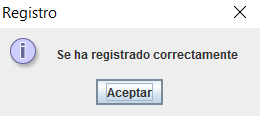 Registro
Se ha registrado correctamente
Aceptar